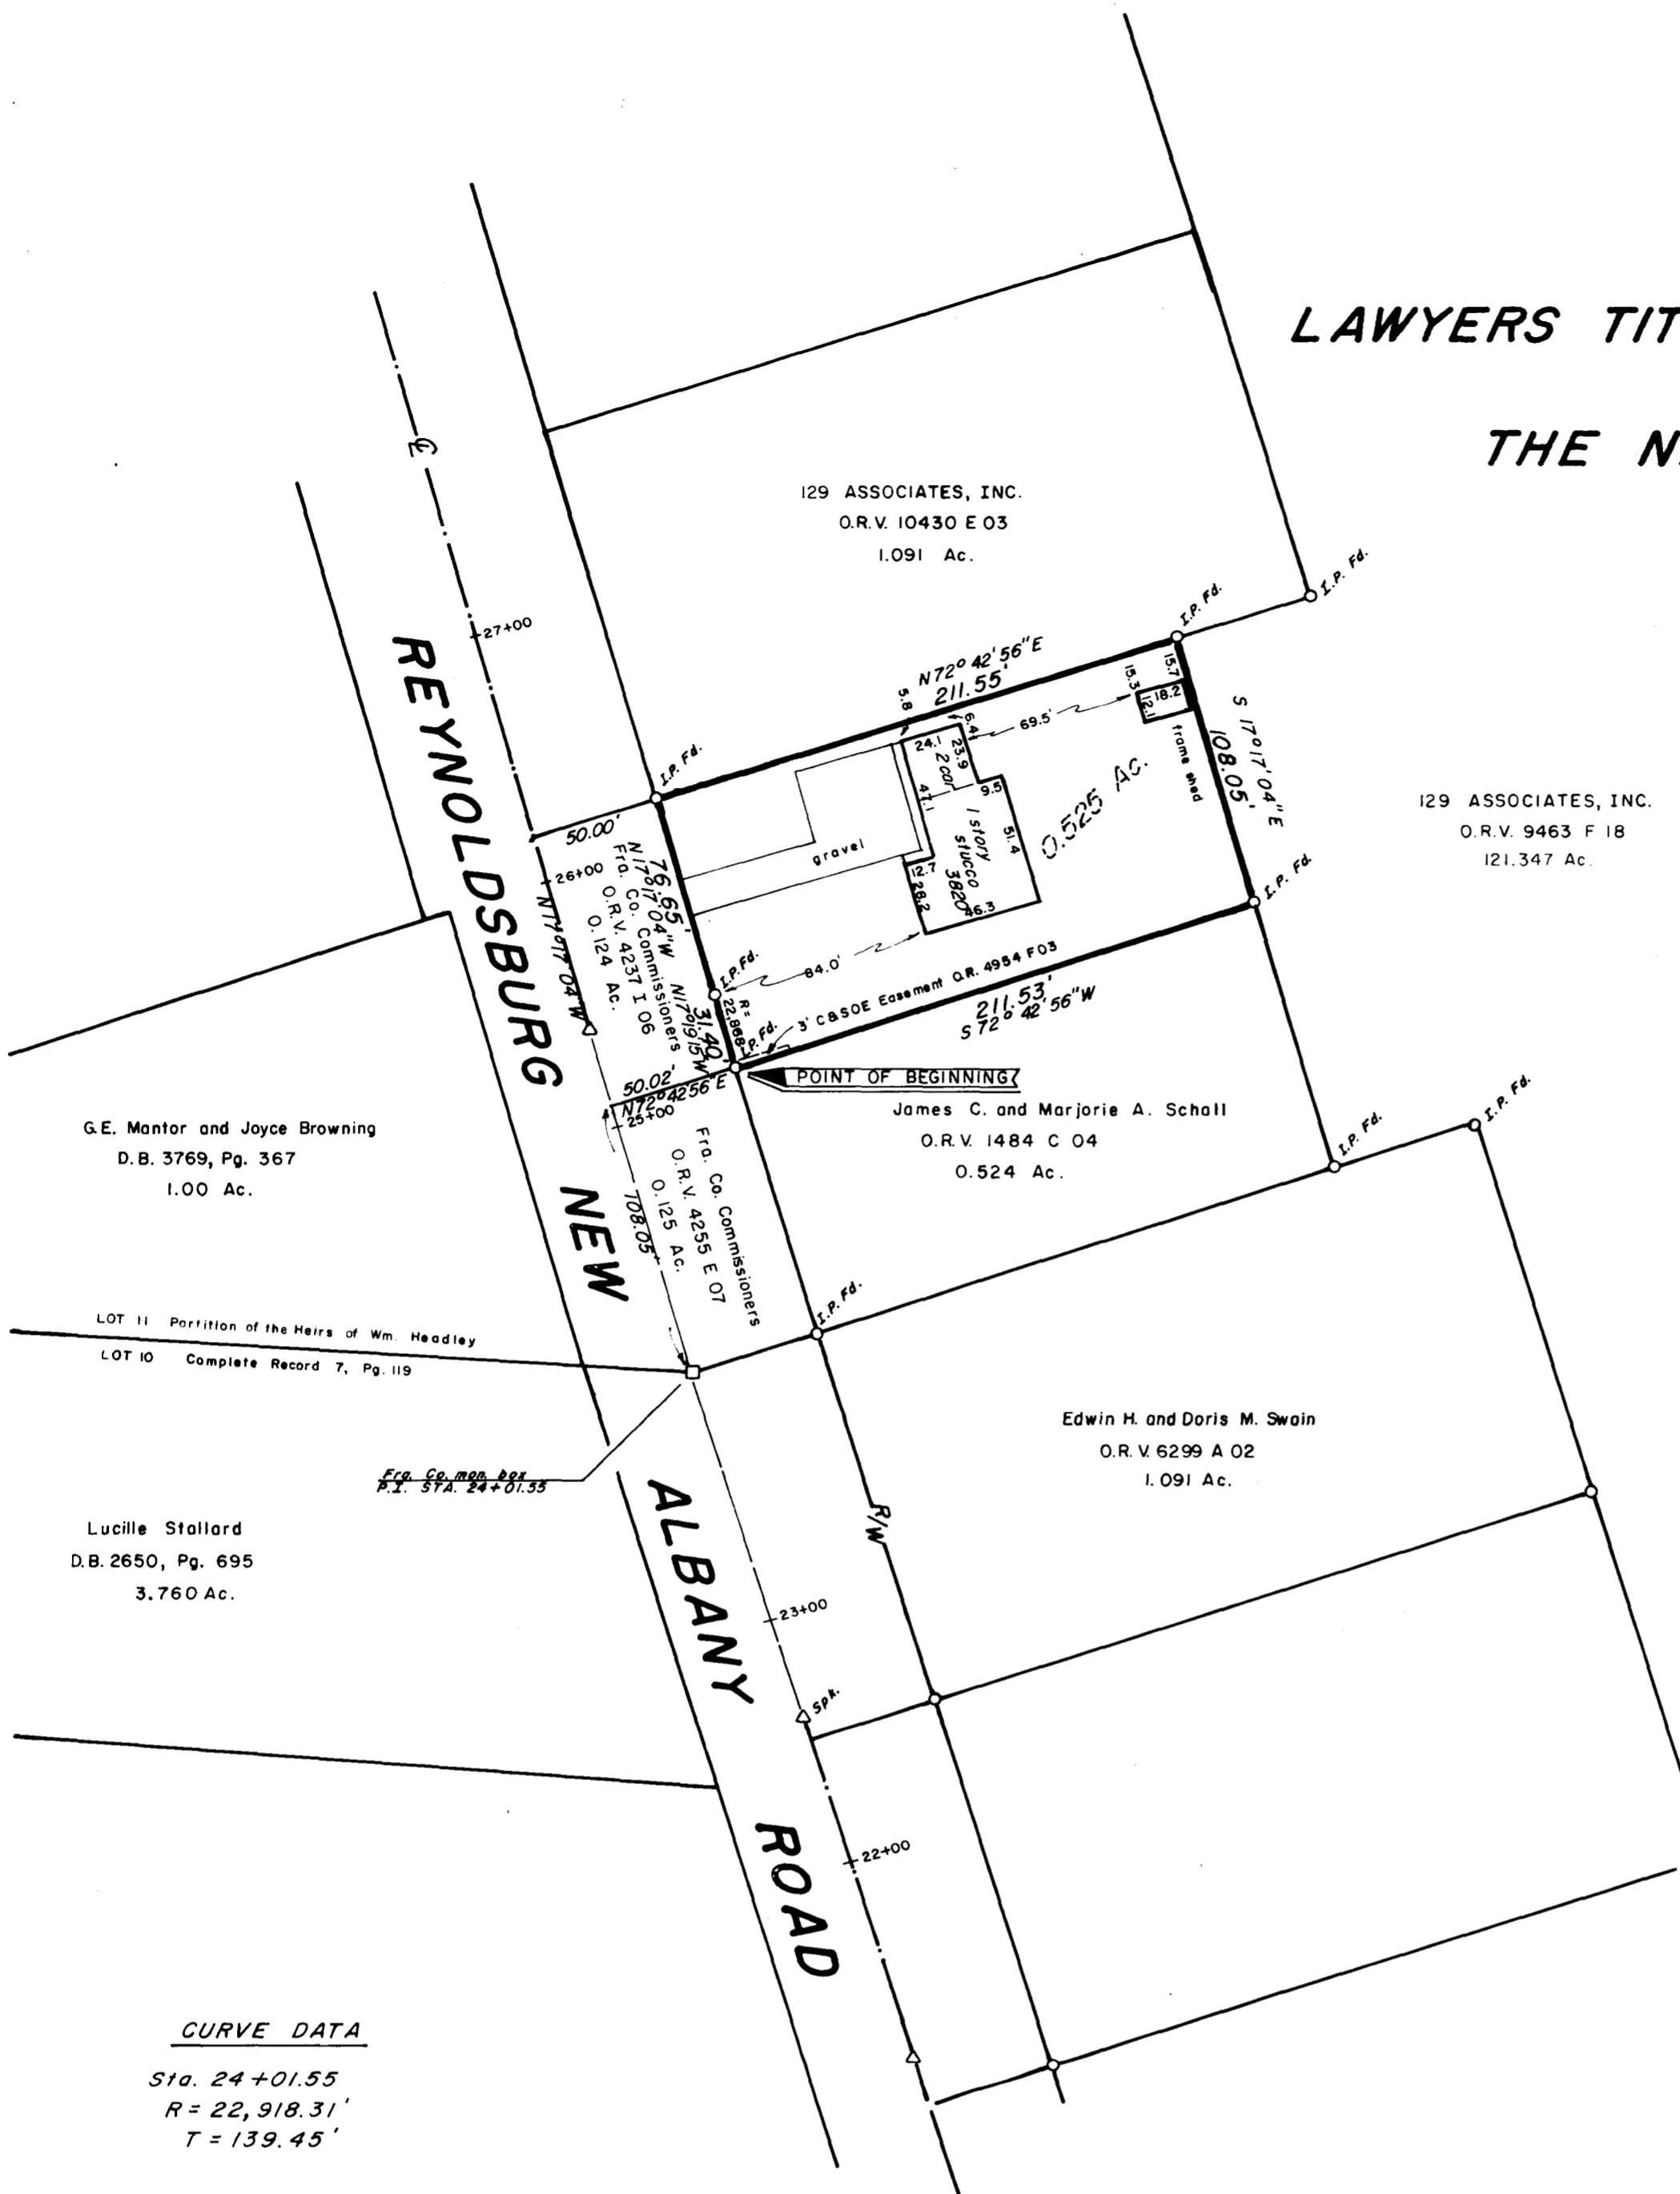 LAWYERS TIT
THE N
129 ASSOCIATES, INC.
O.R.V. 10430 E 03
1.091 Ac.
I.P. Fd.
I.P. Fd.
27+00
REYNOLDSBURG
NEW
ALBANY
ROAD
N72° 42' 56"E
211.55'
5.8
6.4
69.5'
15.3
15.7
18.2
12.1
frame shed
S 17°17'04"E
108.05'
24.1
23.9
2 car
9.5
47.1
1 story
stucco
3820
51.4
12.7
28.2
46.3
0.525 Ac.
gravel
I.P. Fd.
50.00'
26+00
76.65'
N17°17'04"W
Fra. Co. Commissioners
O.R.V. 4237 I 06
0.124 Ac.
N17°17'04"W
129 ASSOCIATES, INC.
O.R.V. 9463 F 18
121.347 Ac.
I.P. Fd.
I.P. Fd.
84.0'
R=
22,868
31.40'
N17°19'15"W
I.P. Fd.
3' C&SOE Easement O.R. 4954 F03
211.53'
S 72° 42' 56"W
50.02'
N72°42'56"E
25+00
POINT OF BEGINNING
James C. and Marjorie A. Schall
O.R.V. 1484 C 04
0.524 Ac.
I.P. Fd.
I.P. Fd.
G.E. Mantor and Joyce Browning
D.B. 3769, Pg. 367
1.00 Ac.
Fra. Co. Commissioners
O.R.V. 4255 E 07
0.125 Ac.
108.05'
I.P. Fd.
LOT 11 Partition of the Heirs of Wm. Headley
LOT 10 Complete Record 7, Pg. 119
Fra. Co. mon. box
P.I. STA. 24+01.55
Edwin H. and Doris M. Swain
O.R.V. 6299 A 02
1.091 Ac.
R/W
Lucille Stallard
D.B. 2650, Pg. 695
3.760 Ac.
23+00
Spk.
22+00
CURVE DATA
Sta. 24+01.55
R = 22,918.31'
T = 139.45'